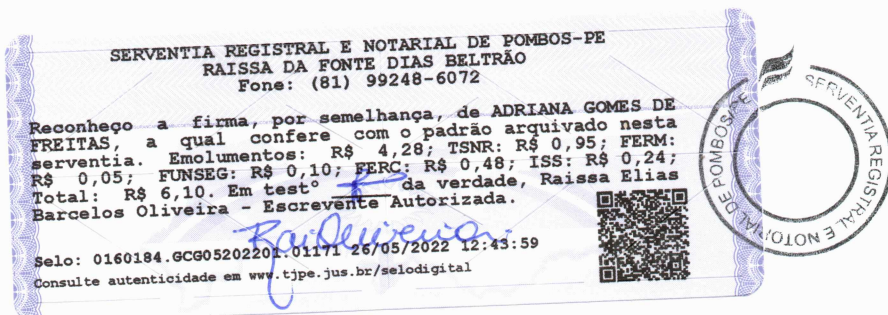 SERVENTIA REGISTRAL E NOTARIAL DE POMBOS-PE
RAISSA DA FONTE DIAS BELTRÃO
Fone: (81) 99248-6072
Reconheço a firma, por semelhança, de ADRIANA GOMES DE
FREITAS, a qual confere com o padrão arquivado nesta
serventia. Emolumentos: R$ 4,28; TSNR: R$ 0,95; FERM:
R$ 0,05; FUNSEG: R$ 0,10; FERC: R$ 0,48; ISS: R$ 0,24;
Total: R$ 6,10. Em testº da verdade, Raissa Elias
Barcelos Oliveira - Escrevente Autorizada.
Selo: 0160184.GCG05202201.01171 26/05/2022 12:43:59
Consulte autenticidade em www.tjpe.jus.br/selodigital
SERVENTIA REGISTRAL E NOTORIAL DE POMBOS/PE